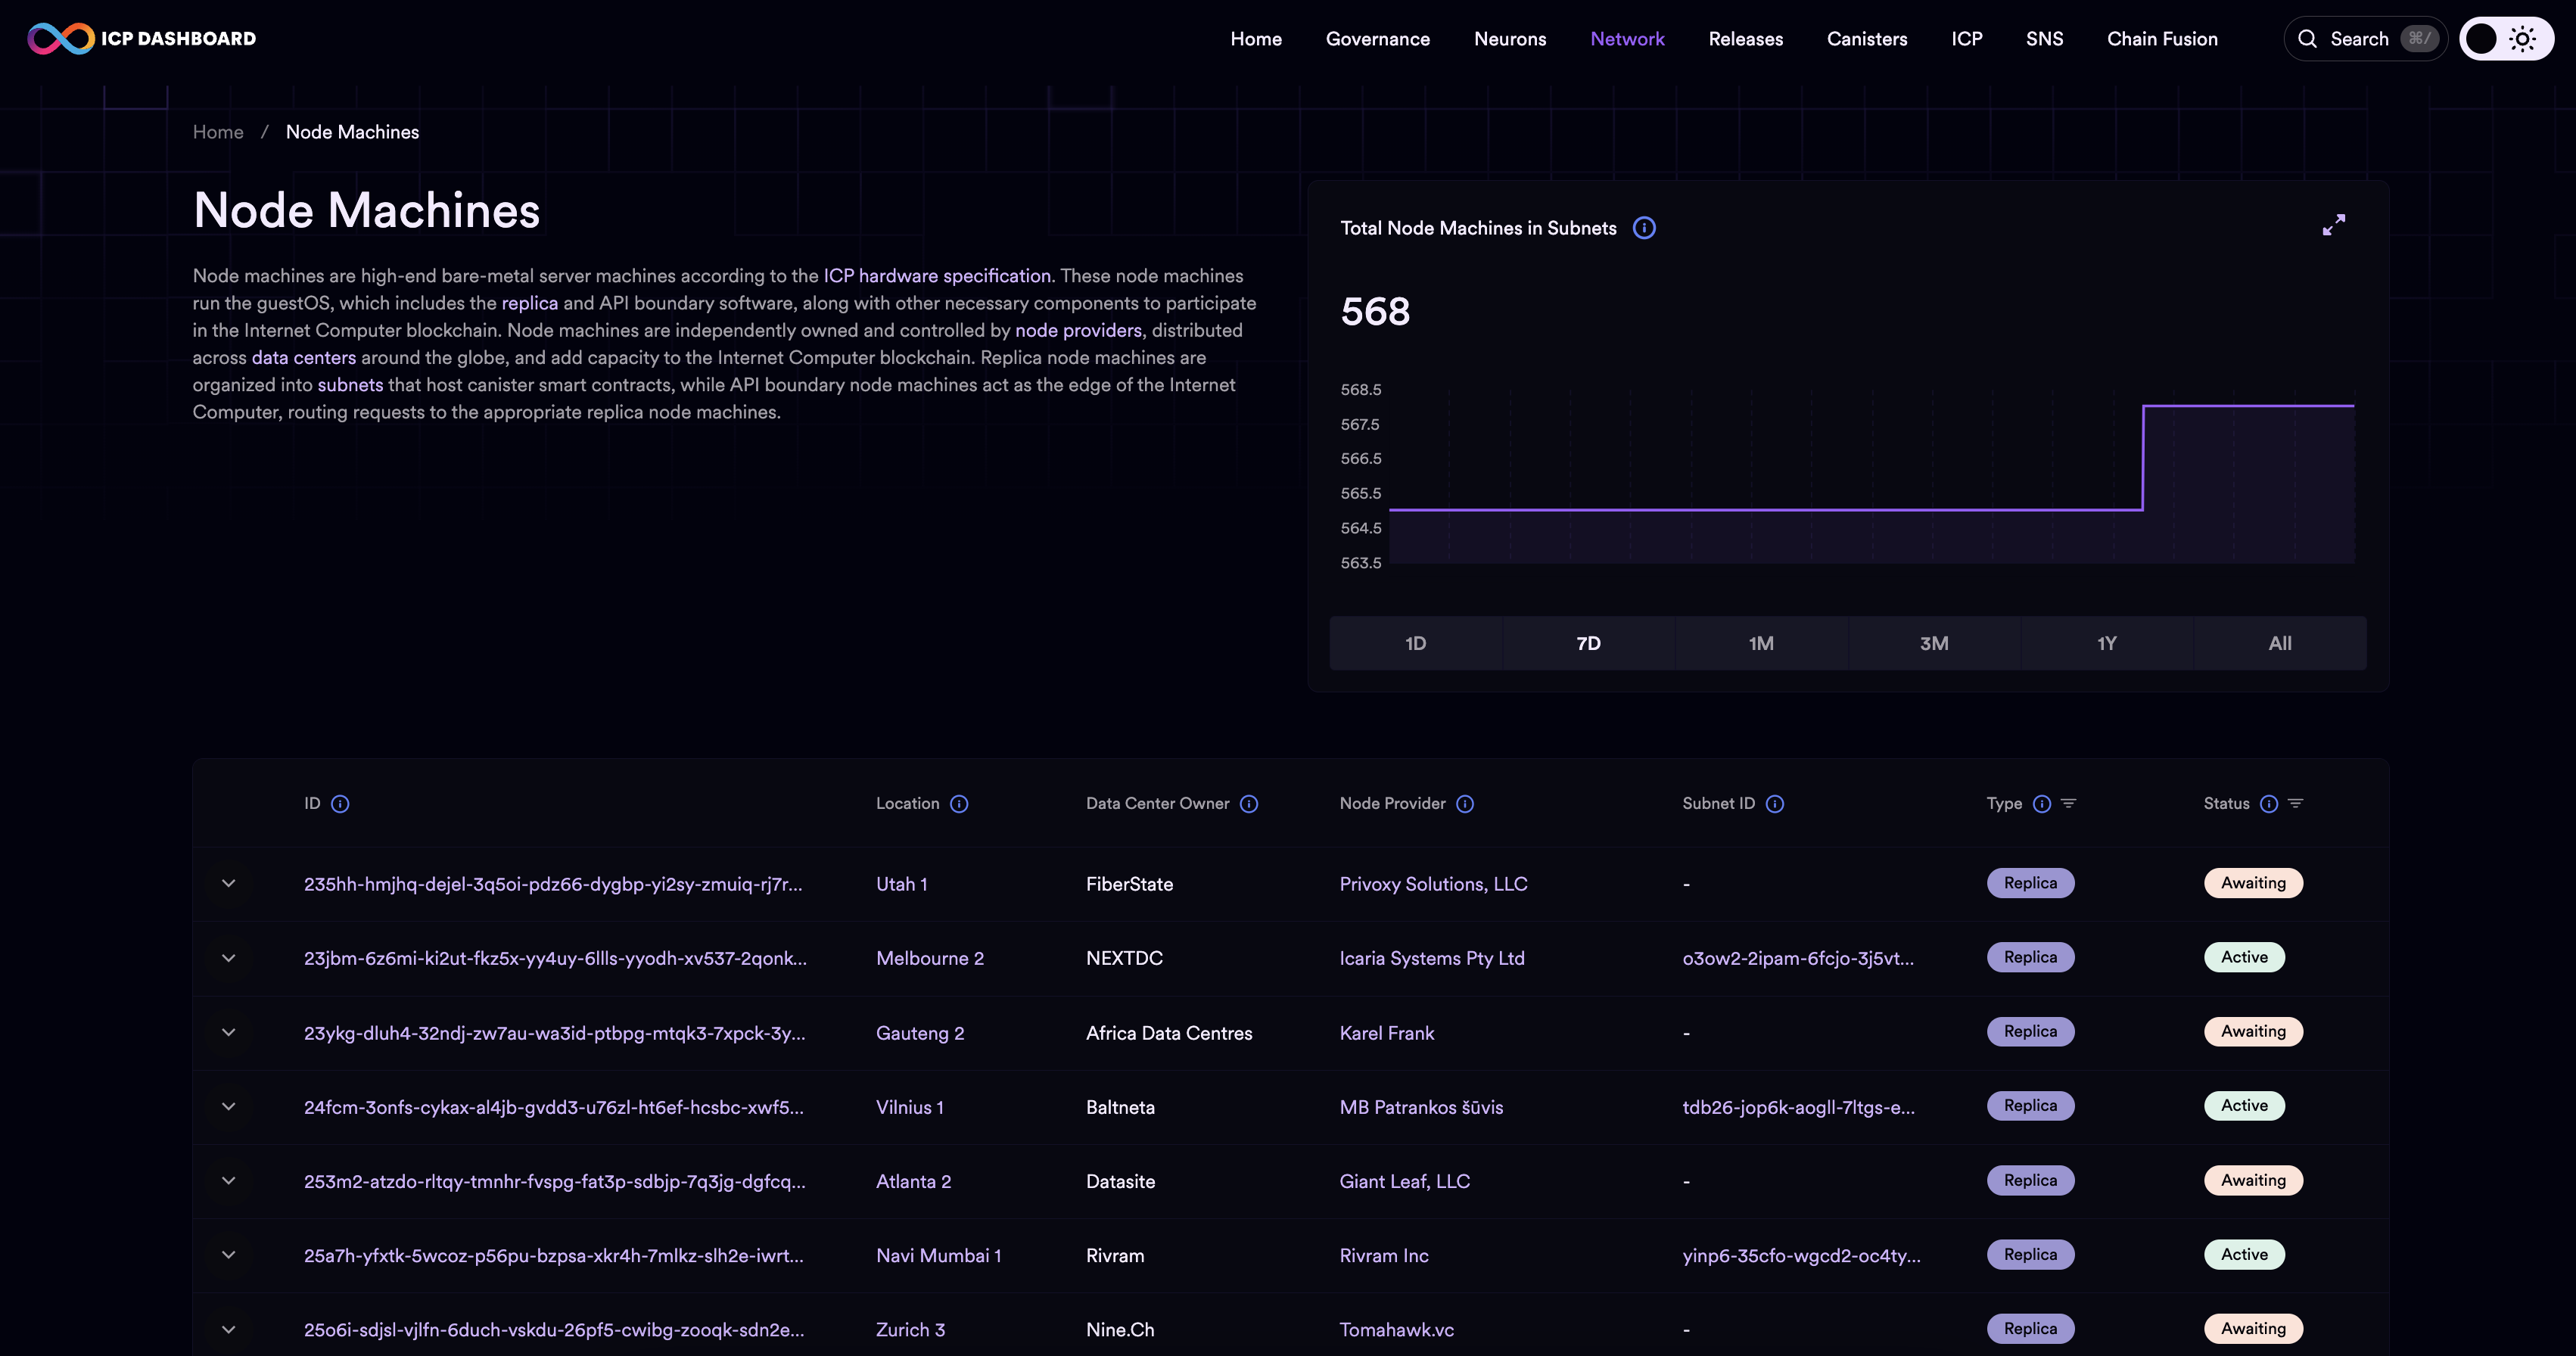 ICP DASHBOARD
Home Governance Neurons Network Releases Canisters ICP SNS Chain Fusion Search ⌘/
Home / Node Machines
Node Machines
Node machines are high-end bare-metal server machines according to the ICP hardware specification. These node machines
run the guestOS, which includes the replica and API boundary software, along with other necessary components to participate
in the Internet Computer blockchain. Node machines are independently owned and controlled by node providers, distributed
across data centers around the globe, and add capacity to the Internet Computer blockchain. Replica node machines are
organized into subnets that host canister smart contracts, while API boundary node machines act as the edge of the Internet
Computer, routing requests to the appropriate replica node machines.
Total Node Machines in Subnets
568
568.5
567.5
566.5
565.5
564.5
563.5
1D 7D 1M 3M 1Y All
ID Location Data Center Owner Node Provider Subnet ID Type Status
235hh-hmjhq-dejel-3q5oi-pdz66-dygbp-yi2sy-zmuiq-rj7r... Utah 1 FiberState Privoxy Solutions, LLC - Replica Awaiting
23jbm-6z6mi-ki2ut-fkz5x-yy4uy-6llls-yyodh-xv537-2qonk... Melbourne 2 NEXTDC Icaria Systems Pty Ltd o3ow2-2ipam-6fcjo-3j5vt... Replica Active
23ykg-dluh4-32ndj-zw7au-wa3id-ptbpg-mtqk3-7xpck-3y... Gauteng 2 Africa Data Centres Karel Frank - Replica Awaiting
24fcm-3onfs-cykax-al4jb-gvdd3-u76zl-ht6ef-hcsbc-xwf5... Vilnius 1 Baltneta MB Patrankos šūvis tdb26-jop6k-aogll-7ltgs-e... Replica Active
253m2-atzdo-rltqy-tmnhr-fvspg-fat3p-sdbjp-7q3jg-dgfcq... Atlanta 2 Datasite Giant Leaf, LLC - Replica Awaiting
25a7h-yfxtk-5wcoz-p56pu-bzpsa-xkr4h-7mlkz-slh2e-iwrt... Navi Mumbai 1 Rivram Rivram Inc yinp6-35cfo-wgcd2-oc4ty... Replica Active
25o6i-sdjsl-vjlfn-6duch-vskdu-26pf5-cwibg-zooqk-sdn2e... Zurich 3 Nine.Ch Tomahawk.vc - Replica Awaiting